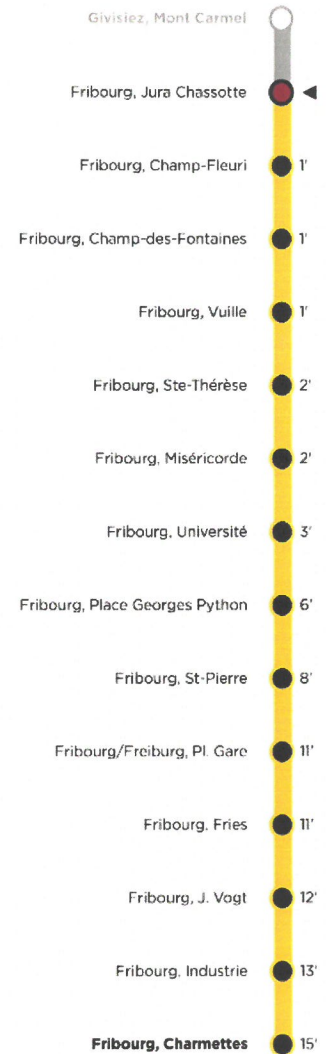 Givisiez, Mont Carmel
Fribourg, Jura Chassotte
Fribourg, Champ-Fleuri 1'
Fribourg, Champ-des-Fontaines 1'
Fribourg, Vuille 1'
Fribourg, Ste-Thérèse 2'
Fribourg, Miséricorde 2'
Fribourg, Université 3'
Fribourg, Place Georges Python 6'
Fribourg, St-Pierre 8'
Fribourg/Freiburg, Pl. Gare 11'
Fribourg, Fries 11'
Fribourg, J. Vogt 12'
Fribourg, Industrie 13'
Fribourg, Charmettes 15'